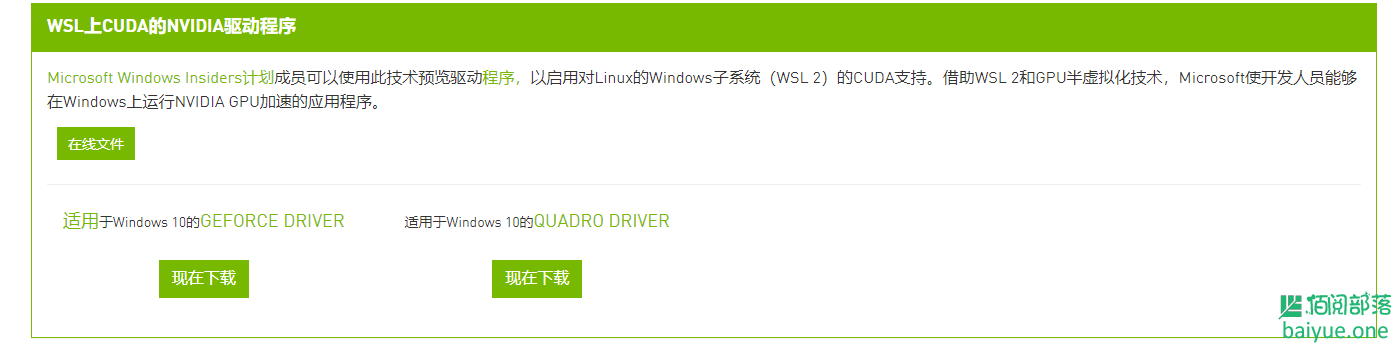 WSL上CUDA的NVIDIA驱动程序
Microsoft Windows Insiders计划成员可以使用此技术预览驱动程序，以启用对Linux的Windows子系统（WSL 2）的CUDA支持。借助WSL 2和GPU半虚拟化技术，Microsoft使开发人员能够
在Windows上运行NVIDIA GPU加速的应用程序。
在线文件
适用于Windows 10的GEFORCE DRIVER 适用于Windows 10的QUADRO DRIVER
现在下载 现在下载
佰阅部落
baiyue.one